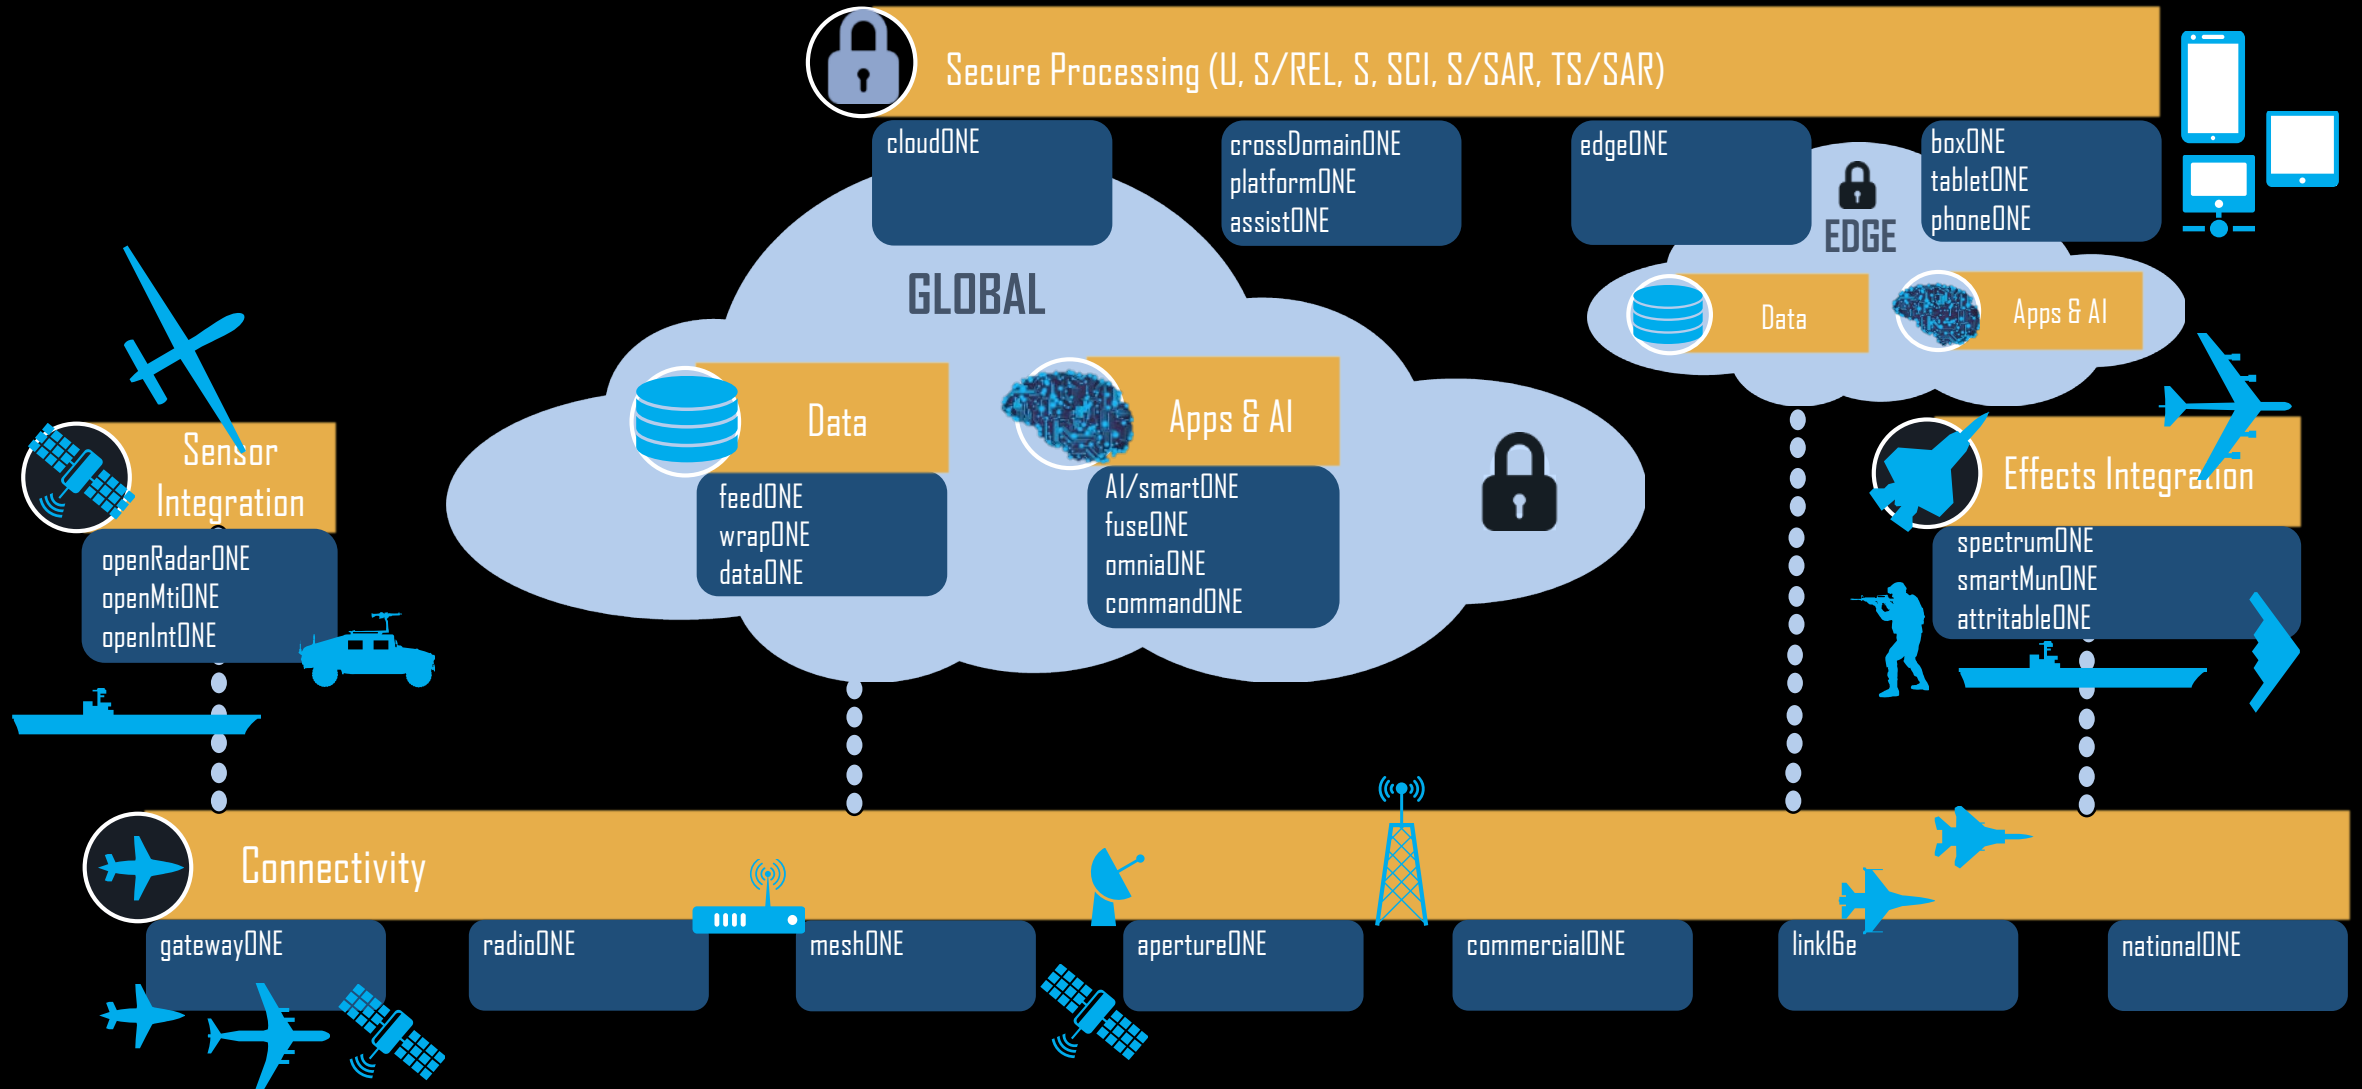 Secure Processing (U, S/REL, S, SCI, S/SAR, TS/SAR)
cloudONE
crossDomainONE
platformONE
assistONE
edgeONE
boxONE
tabletONE
phoneONE
EDGE
Data
Apps & AI
GLOBAL
Data
feedONE
wrapONE
dataONE
Apps & AI
AI/smartONE
fuseONE
omniaONE
commandONE
Sensor
Integration
openRadarONE
openMtiONE
openIntONE
Effects Integration
spectrumONE
smartMunONE
attritableONE
Connectivity
gatewayONE
radioONE
meshONE
apertureONE
commercialONE
link16e
nationalONE